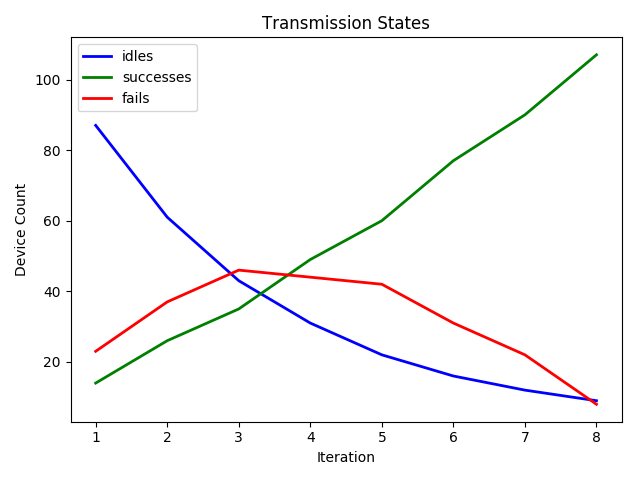 Transmission States
idles
successes
fails
Device Count
100
80
60
40
20
1 2 3 4 5 6 7 8
Iteration